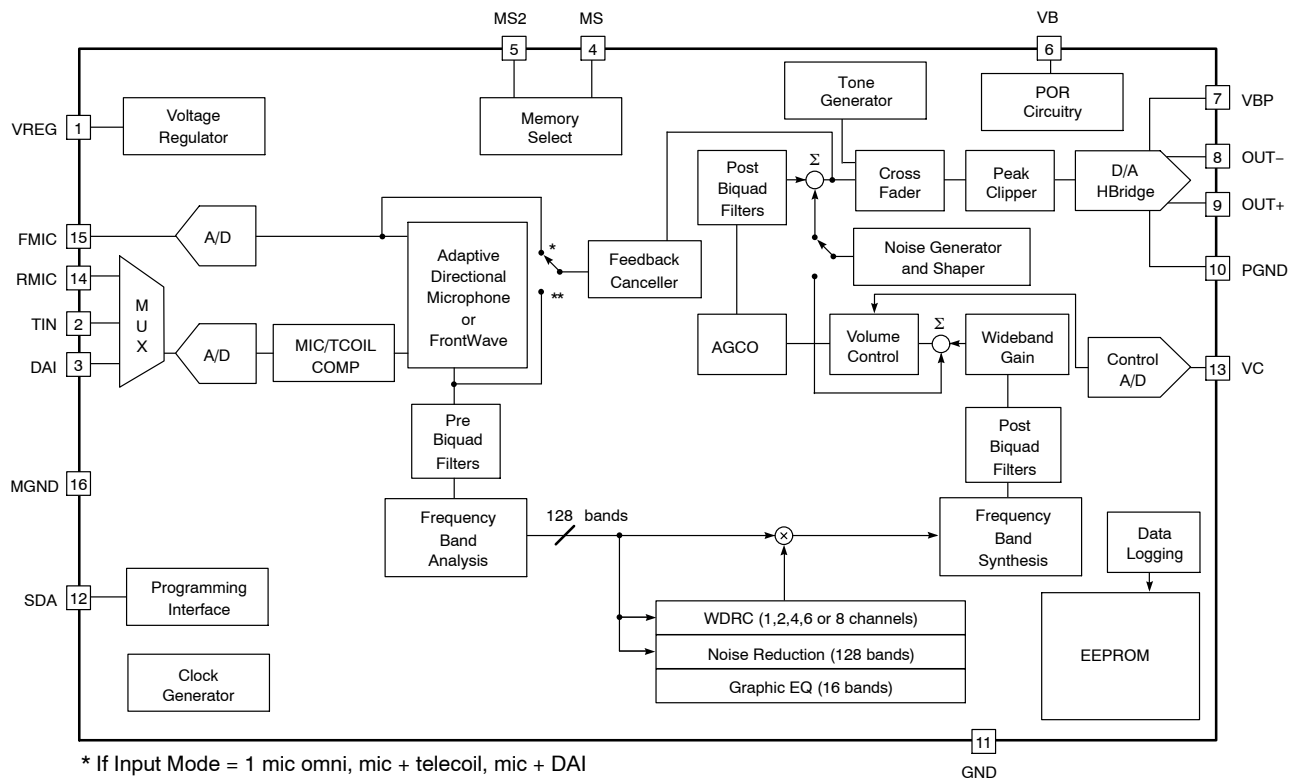 MS2 MS VB
5 4 6
Voltage
Regulator
VREG 1
Memory
Select
Tone
Generator
POR
Circuitry
7 VBP
8 OUT−
9 OUT+
10 PGND
Post
Biquad
Filters
Σ
Cross
Fader
Peak
Clipper
D/A
HBridge
FMIC 15
A/D
RMIC 14
TIN 2
DAI 3
MUX
A/D
MIC/TCOIL
COMP
Adaptive
Directional
Microphone
or
FrontWave
*
**
Feedback
Canceller
Noise Generator
and Shaper
AGCO
Volume
Control
Σ
Wideband
Gain
Control
A/D
13 VC
Pre
Biquad
Filters
Post
Biquad
Filters
MGND 16
Frequency
Band
Analysis
128 bands
×
Frequency
Band
Synthesis
Data
Logging
SDA 12
Programming
Interface
WDRC (1,2,4,6 or 8 channels)
Noise Reduction (128 bands)
Graphic EQ (16 bands)
EEPROM
Clock
Generator
11
GND
* If Input Mode = 1 mic omni, mic + telecoil, mic + DAI